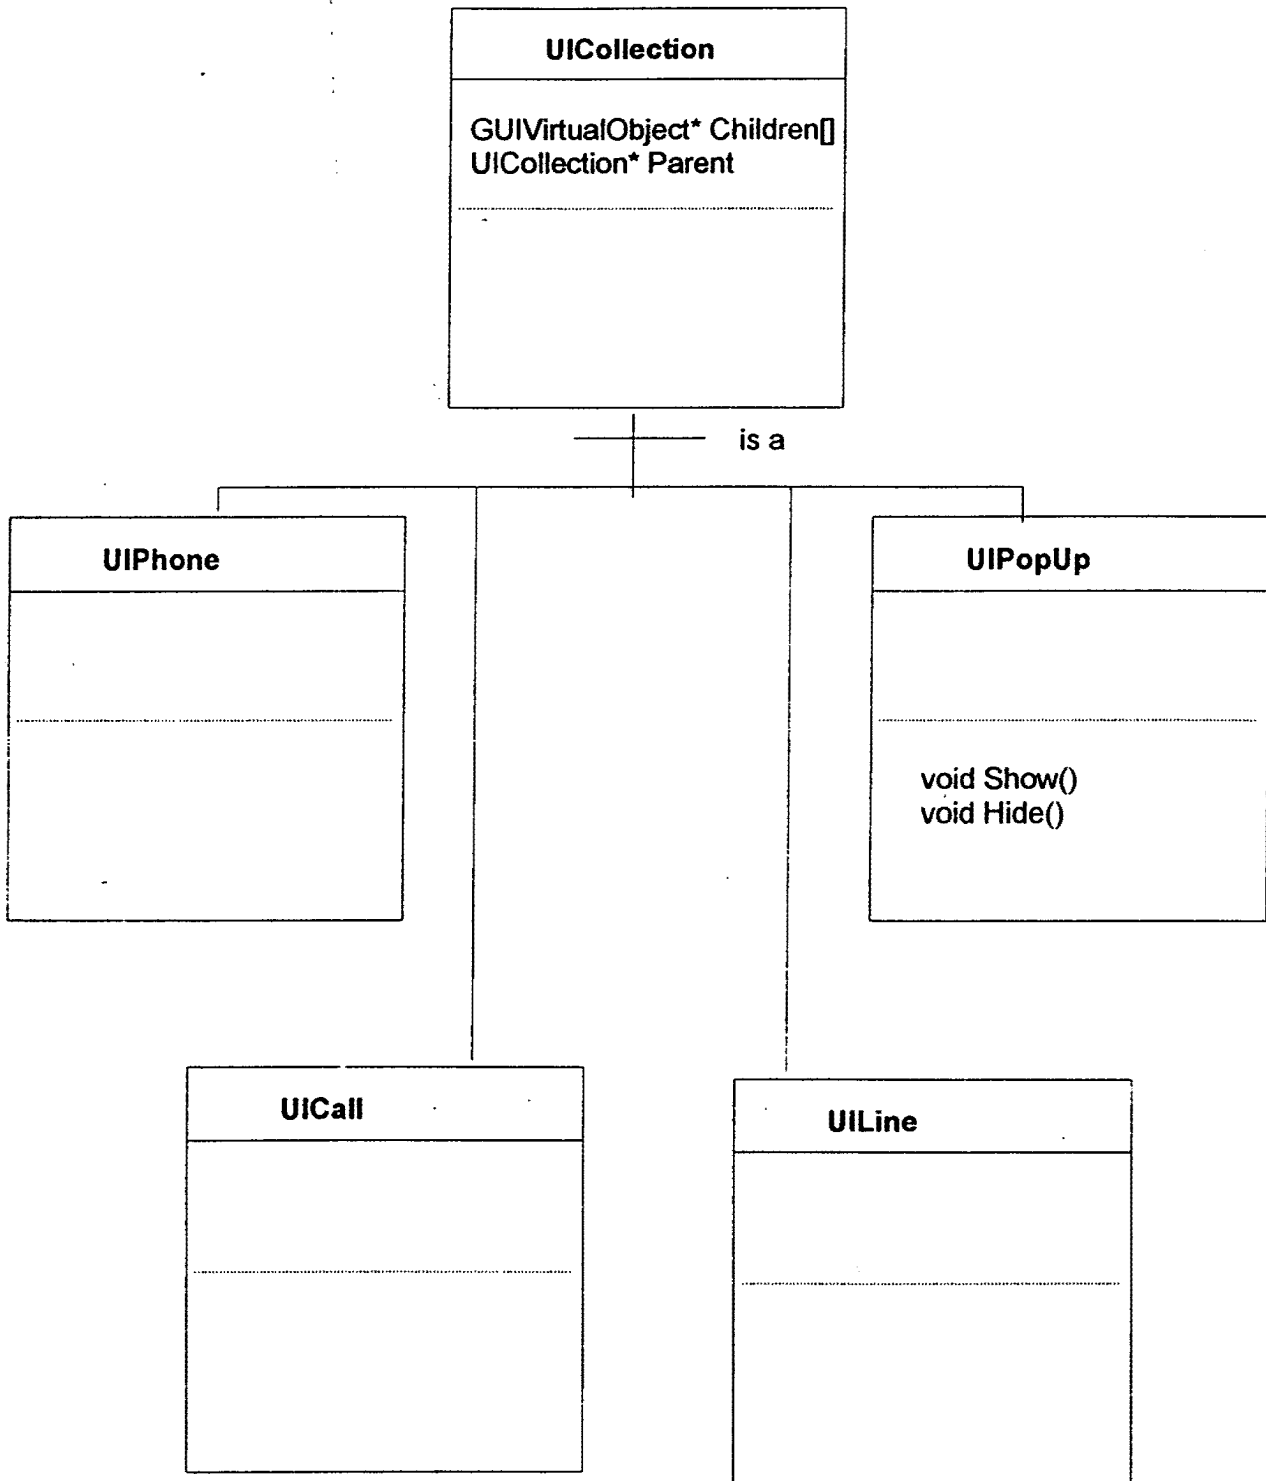 UICollection
GUIVirtualObject* Children[]
UICollection* Parent
is a
UIPhone
UIPopUp
void Show()
void Hide()
UICall
UILine